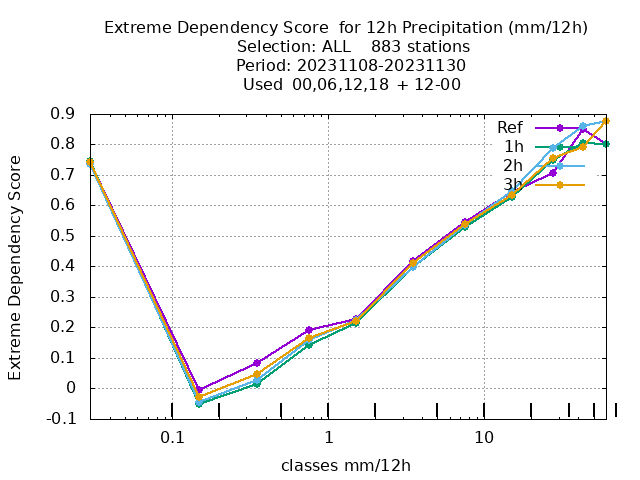 Extreme Dependency Score  for 12h Precipitation (mm/12h)
Selection: ALL    883 stations
Period: 20231108-20231130
Used  00,06,12,18  + 12-00
Extreme Dependency Score
0.9
0.8
0.7
0.6
0.5
0.4
0.3
0.2
0.1
0
-0.1
Ref
1h
2h
3h
0.1
1
10
classes mm/12h